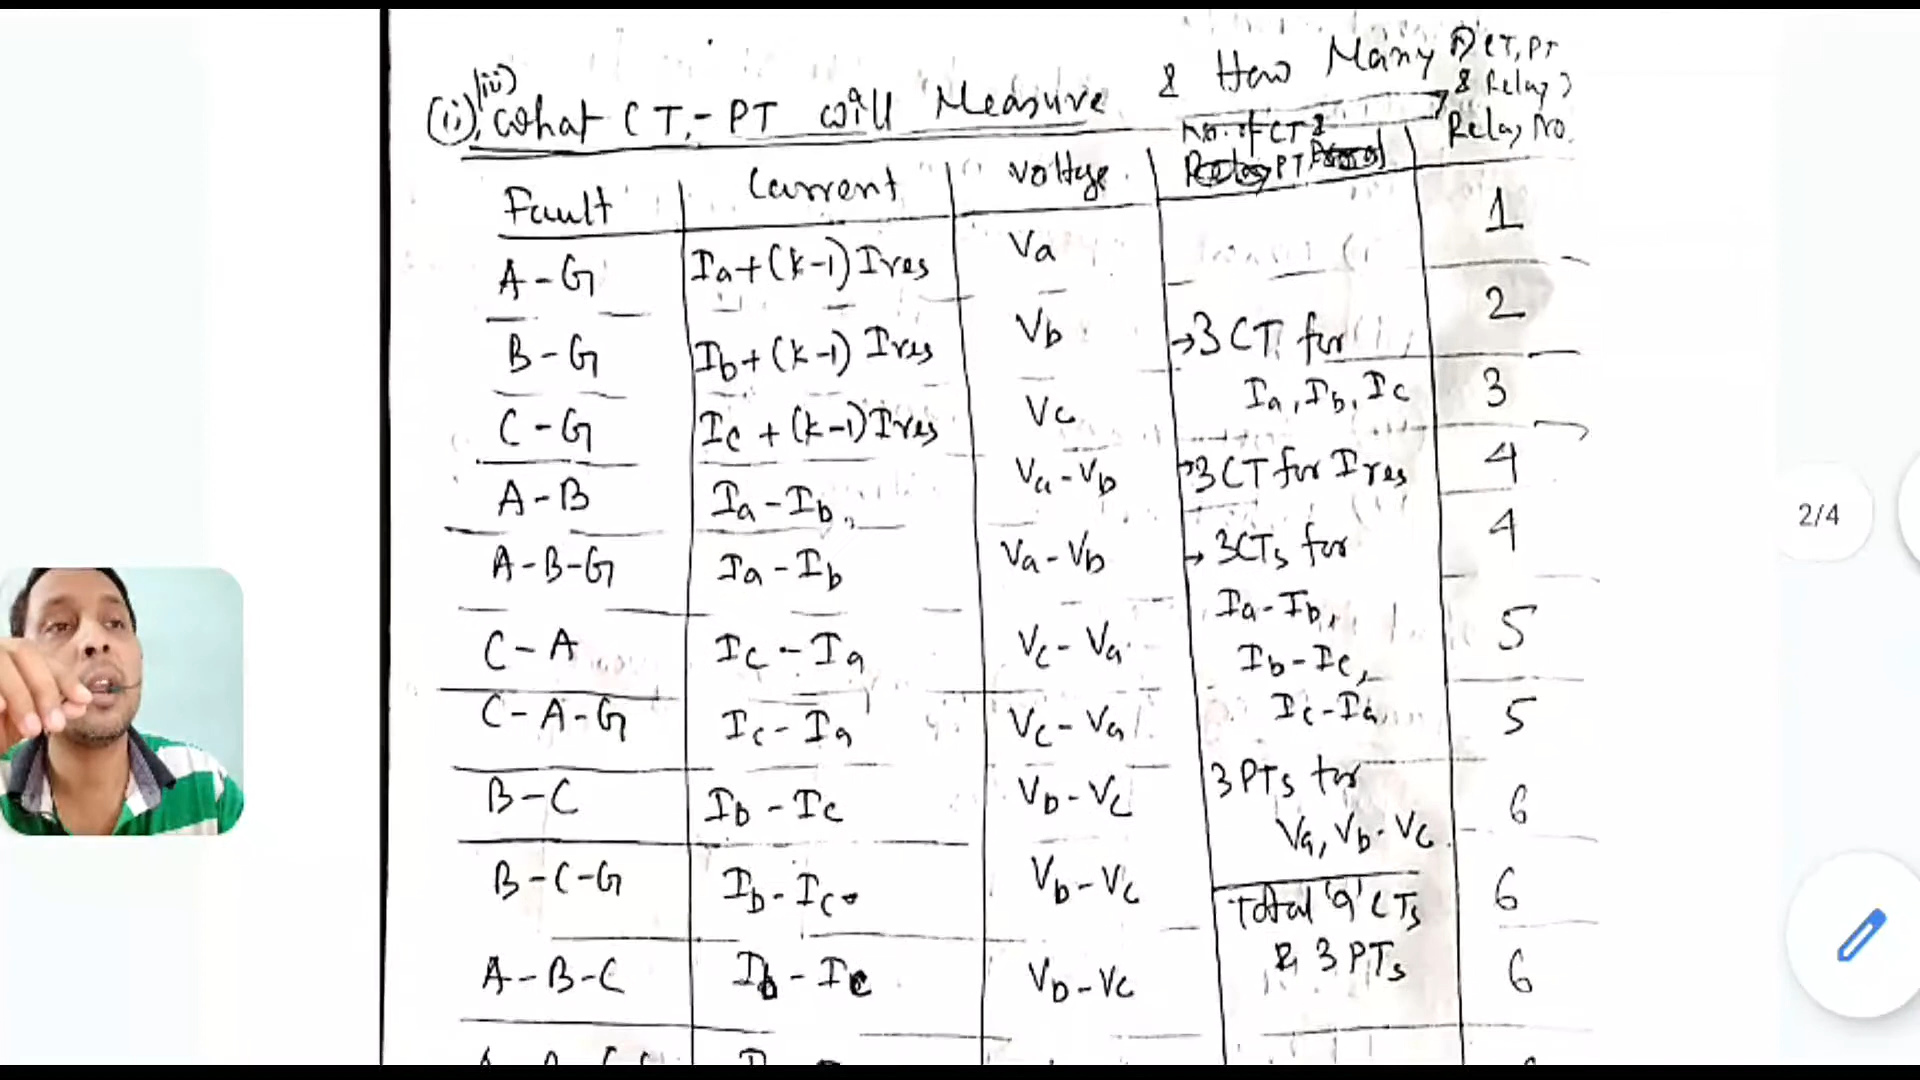 (i), (ii) What CT, - PT will Measure & How Many
CT, PT
& Relay)
Fault | Current | Voltge | No. of CT & PT | Relay No.
A - G | Ia + (k-1) Ires | Va | 1
B - G | Ib + (k-1) Ires | Vb | →3 CT for | 2
C - G | Ic + (k-1) Ires | Vc | Ia, Ib, Ic | 3
A - B | Ia - Ib, | Va - Vb | →3 CT for Ires | 4
A - B - G | Ia - Ib | Va - Vb | → 3CTs for | 4
Ia - Ib,
C - A | Ic - Ia | Vc - Va | Ib - Ic, | 5
C - A - G | Ic - Ia | Vc - Va | Ic - Ia, | 5
B - C | Ib - Ic | Vb - Vc | 3 PTs for | 6
Va, Vb - Vc
B - C - G | Ib - Ic | Vb - Vc | Total '9' CTs | 6
A - B - C | Ib - Ic | Vb - Vc | & 3 PTs | 6
2/4